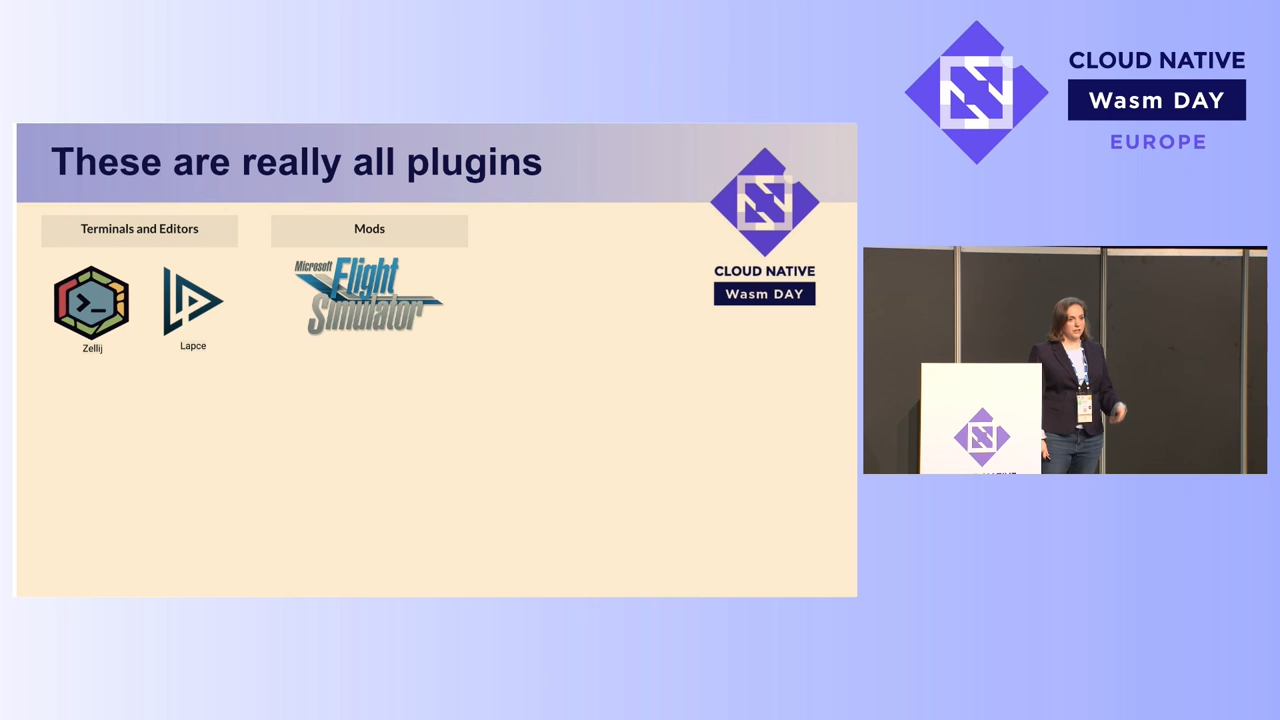 CLOUD NATIVE
Wasm DAY
EUROPE
These are really all plugins
Terminals and Editors
Mods
Zellij
Lapce
Microsoft
Flight
Simulator
CLOUD NATIVE
Wasm DAY